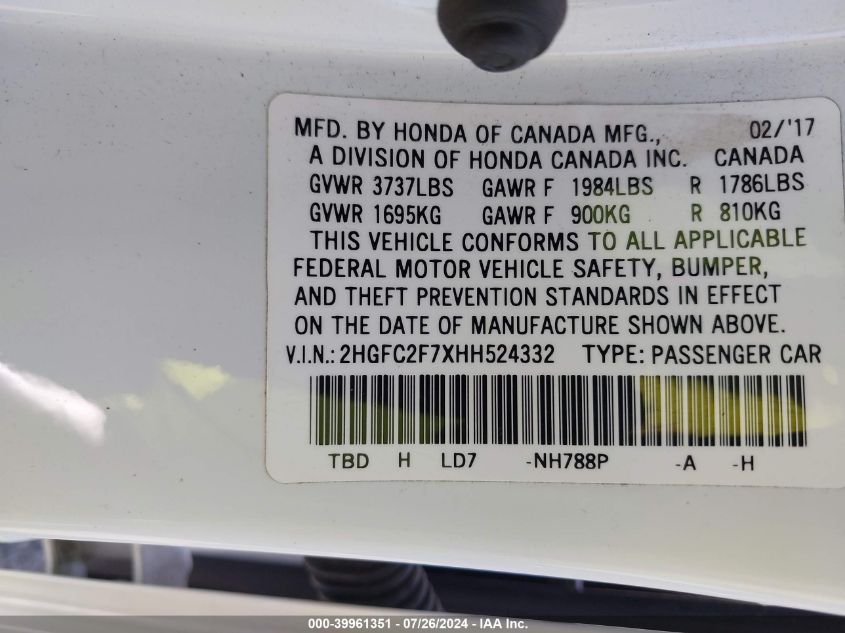 MFD. BY HONDA OF CANADA MFG., 02/'17
A DIVISION OF HONDA CANADA INC. CANADA
GVWR 3737LBS GAWR F 1984LBS R 1786LBS
GVWR 1695KG GAWR F 900KG R 810KG
THIS VEHICLE CONFORMS TO ALL APPLICABLE
FEDERAL MOTOR VEHICLE SAFETY, BUMPER,
AND THEFT PREVENTION STANDARDS IN EFFECT
ON THE DATE OF MANUFACTURE SHOWN ABOVE.
V.I.N.: 2HGFC2F7XHH524332 TYPE: PASSENGER CAR
TBD H LD7 -NH788P -A -H
000-39961351 / 07/26/2024 - IAA Inc.